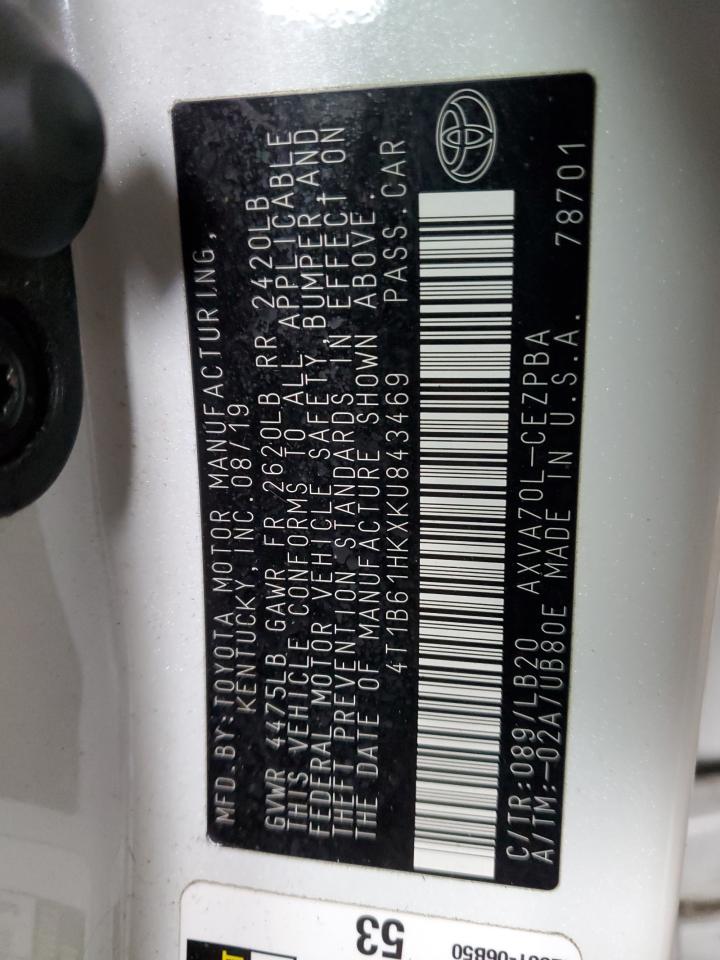 MFD. BY: TOYOTA MOTOR MANUFACTURING,
KENTUCKY, INC. 08/19
GVWR 4475LB GAWR FR 2620LB RR 2420LB
THIS VEHICLE CONFORMS TO ALL APPLICABLE
FEDERAL MOTOR VEHICLE SAFETY, BUMPER, AND
THEFT PREVENTION STANDARDS IN EFFECT ON
THE DATE OF MANUFACTURE SHOWN ABOVE.
4T1B61HKXKU843469 PASS.CAR
C/TR:089/LB20 AXVA70L-CEZPBA
A/TM:-02A/UB80E MADE IN U.S.A. 78701
53
06B50